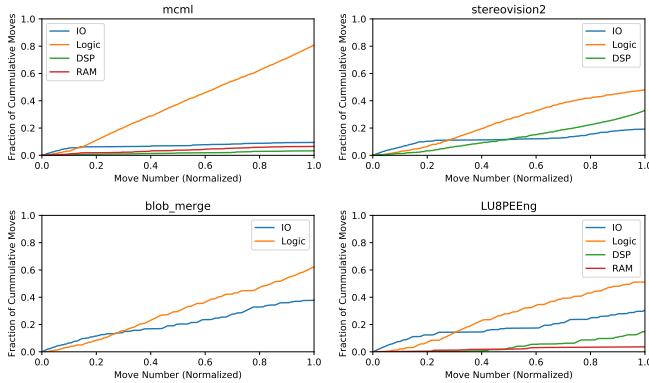 mcml
Fraction of Cummulative Moves
1.0
0.8
0.6
0.4
0.2
0.0
IO
Logic
DSP
RAM
0.0 0.2 0.4 0.6 0.8 1.0
Move Number (Normalized)
stereovision2
Fraction of Cummulative Moves
1.0
0.8
0.6
0.4
0.2
0.0
IO
Logic
DSP
0.0 0.2 0.4 0.6 0.8 1.0
Move Number (Normalized)
blob_merge
Fraction of Cummulative Moves
1.0
0.8
0.6
0.4
0.2
0.0
IO
Logic
0.0 0.2 0.4 0.6 0.8 1.0
Move Number (Normalized)
LU8PEEng
Fraction of Cummulative Moves
1.0
0.8
0.6
0.4
0.2
0.0
IO
Logic
DSP
RAM
0.0 0.2 0.4 0.6 0.8 1.0
Move Number (Normalized)